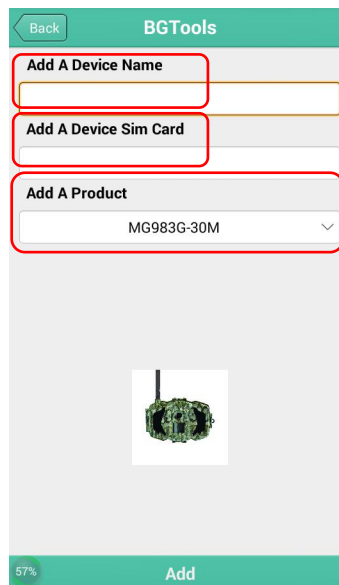 Back
BGTools
Add A Device Name
Add A Device Sim Card
Add A Product
MG983G-30M
57%
Add